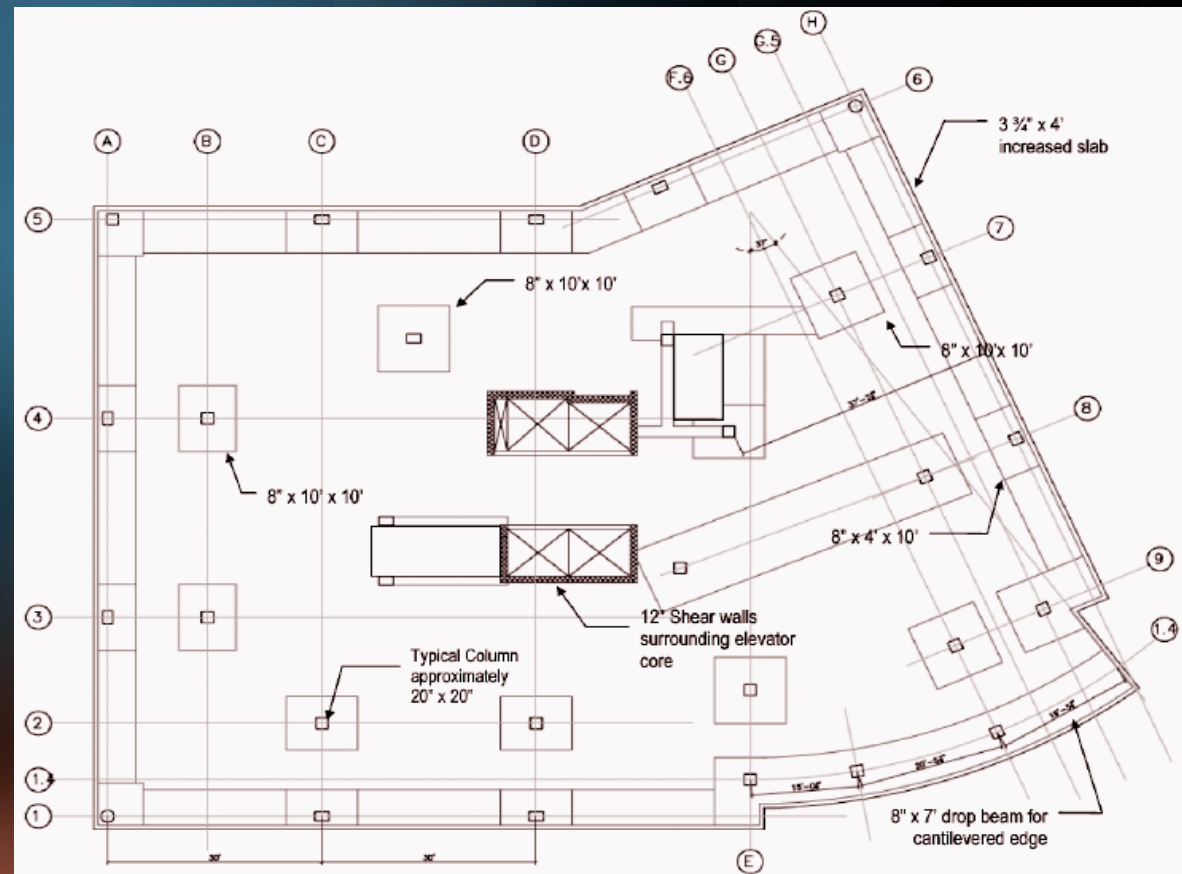 H
G.5
G
F.6
6
3 ¾" x 4'
increased slab
A
B
C
D
5
7
37°
8" x 10'x 10'
8" x 10'x 10'
4
8
8" x 10' x 10'
8" x 4' x 10'
9
3
12" Shear walls
surrounding elevator
core
1.4
Typical Column
approximately
20" x 20"
2
1.4
8" x 7' drop beam for
cantilevered edge
1
30'
30'
E